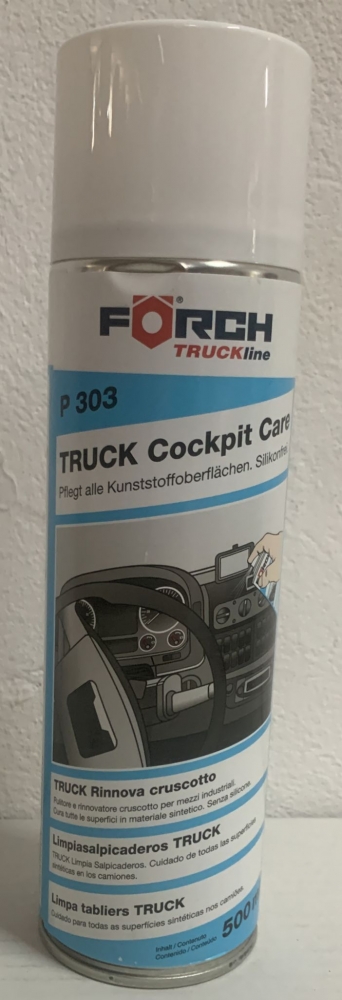 FÖRCH®
TRUCKline
P 303
TRUCK Cockpit Care
Pflegt alle Kunststoffoberflächen. Silikonfrei.
TRUCK Rinnova cruscotto
Pulitore e rinnovatore cruscotto per mezzi industriali.
Cura tutte le superfici in materiale sintetico. Senza silicone.
Limpiasalpicaderos TRUCK
TRUCK Limpia Salpicaderos. Cuidado de todas las superficies
sintéticas en los camiones.
Limpa tabliers TRUCK
Cuidado para todas as superfícies sintéticas nos camiões.
Inhalt / Contenuto
Contenido / Conteúdo
500